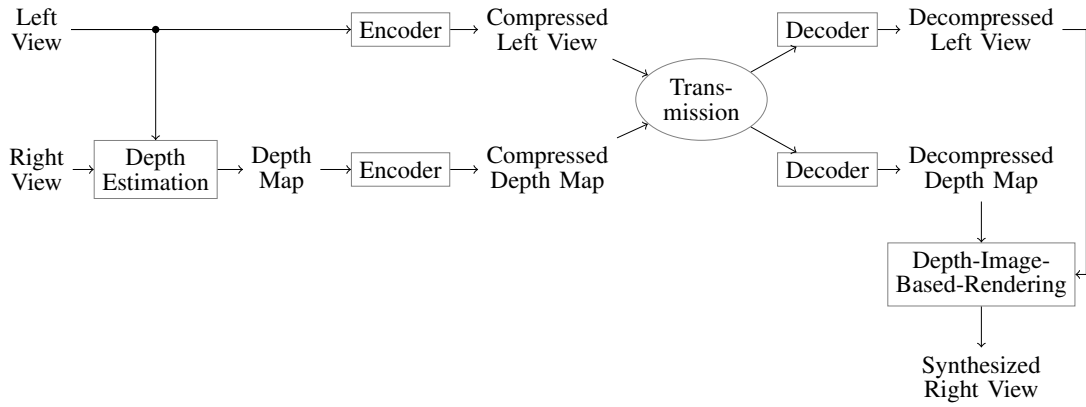 Left
View
Encoder
Compressed
Left View
Decoder
Decompressed
Left View
Trans-
mission
Right
View
Depth
Estimation
Depth
Map
Encoder
Compressed
Depth Map
Decoder
Decompressed
Depth Map
Depth-Image-
Based-Rendering
Synthesized
Right View